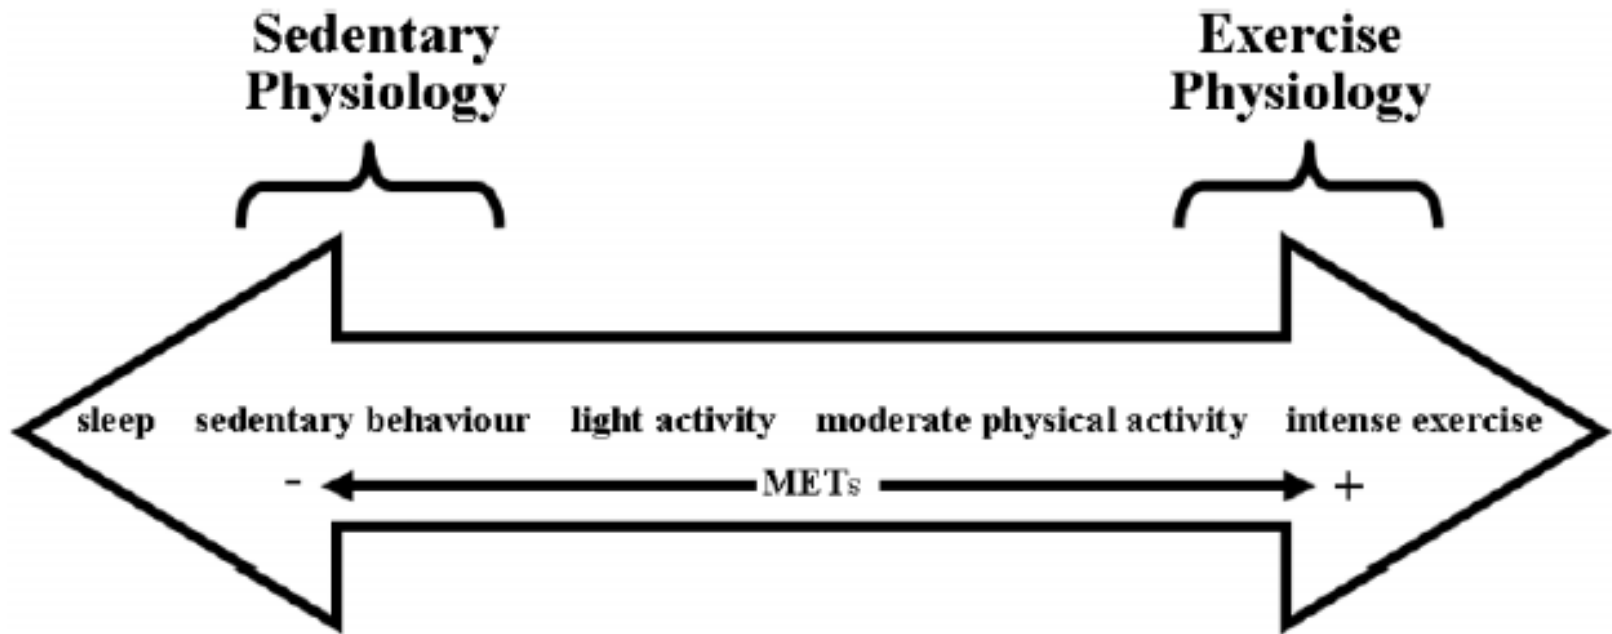 Sedentary
Physiology
Exercise
Physiology
sleep sedentary behaviour light activity moderate physical activity intense exercise
- METs +